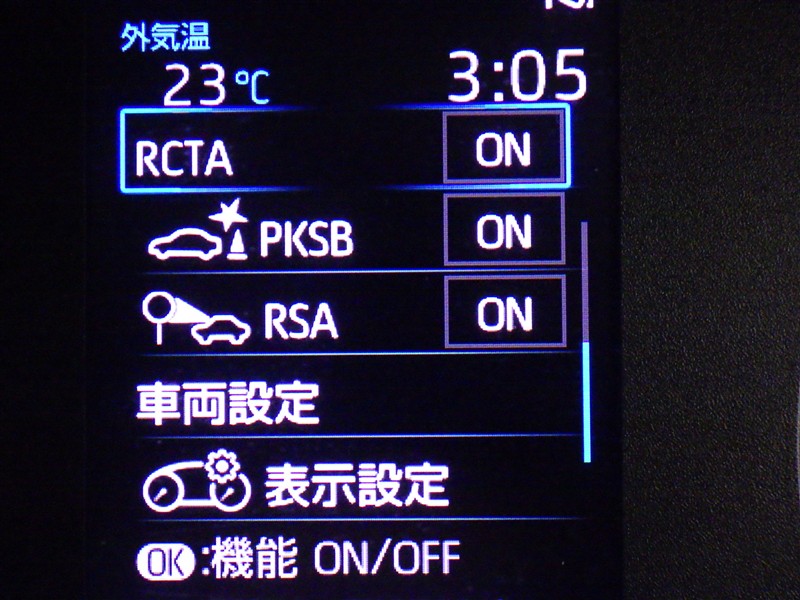 外気温
23℃ 3:05
RCTA ON
PKSB ON
RSA ON
車両設定
表示設定
OK:機能 ON/OFF